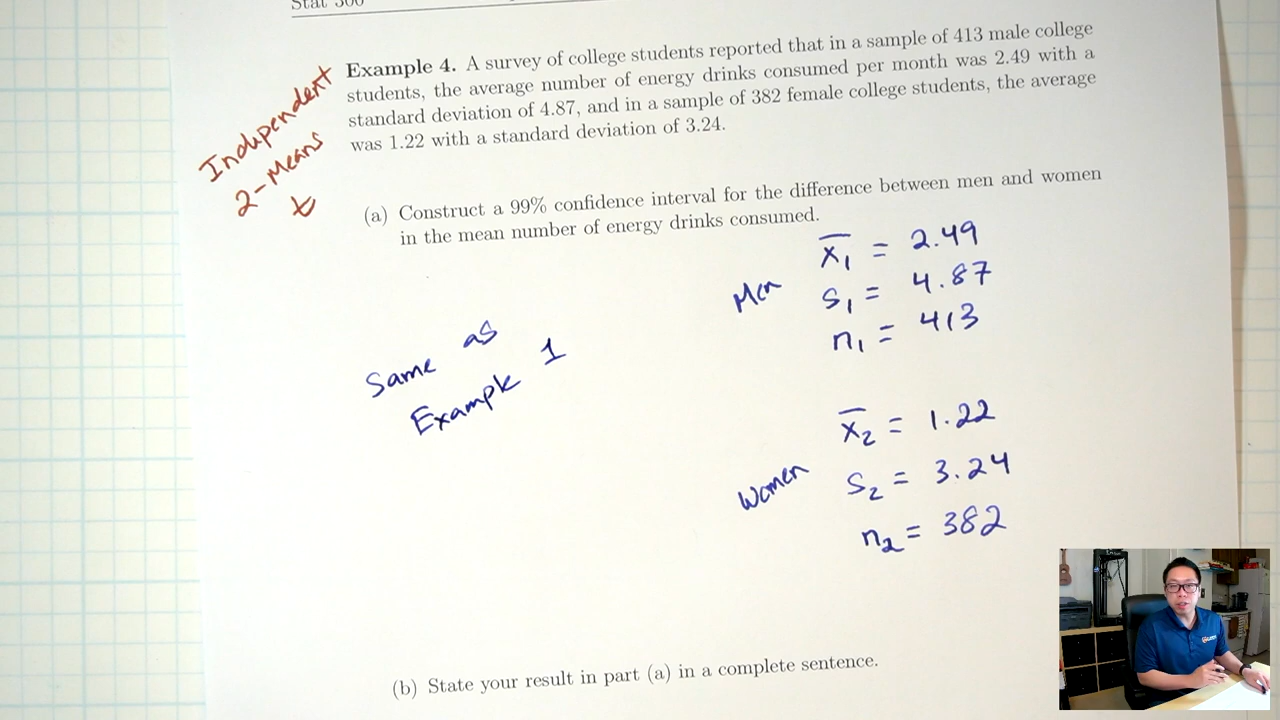 Stat 300
Example 4. A survey of college students reported that in a sample of 413 male college
students, the average number of energy drinks consumed per month was 2.49 with a
standard deviation of 4.87, and in a sample of 382 female college students, the average
was 1.22 with a standard deviation of 3.24.
Independent
2-Means
t
(a) Construct a 99% confidence interval for the difference between men and women
in the mean number of energy drinks consumed.
Men
x̄₁ = 2.49
s₁ = 4.87
n₁ = 413
Same as
Example 1
Women
x̄₂ = 1.22
s₂ = 3.24
n₂ = 382
(b) State your result in part (a) in a complete sentence.